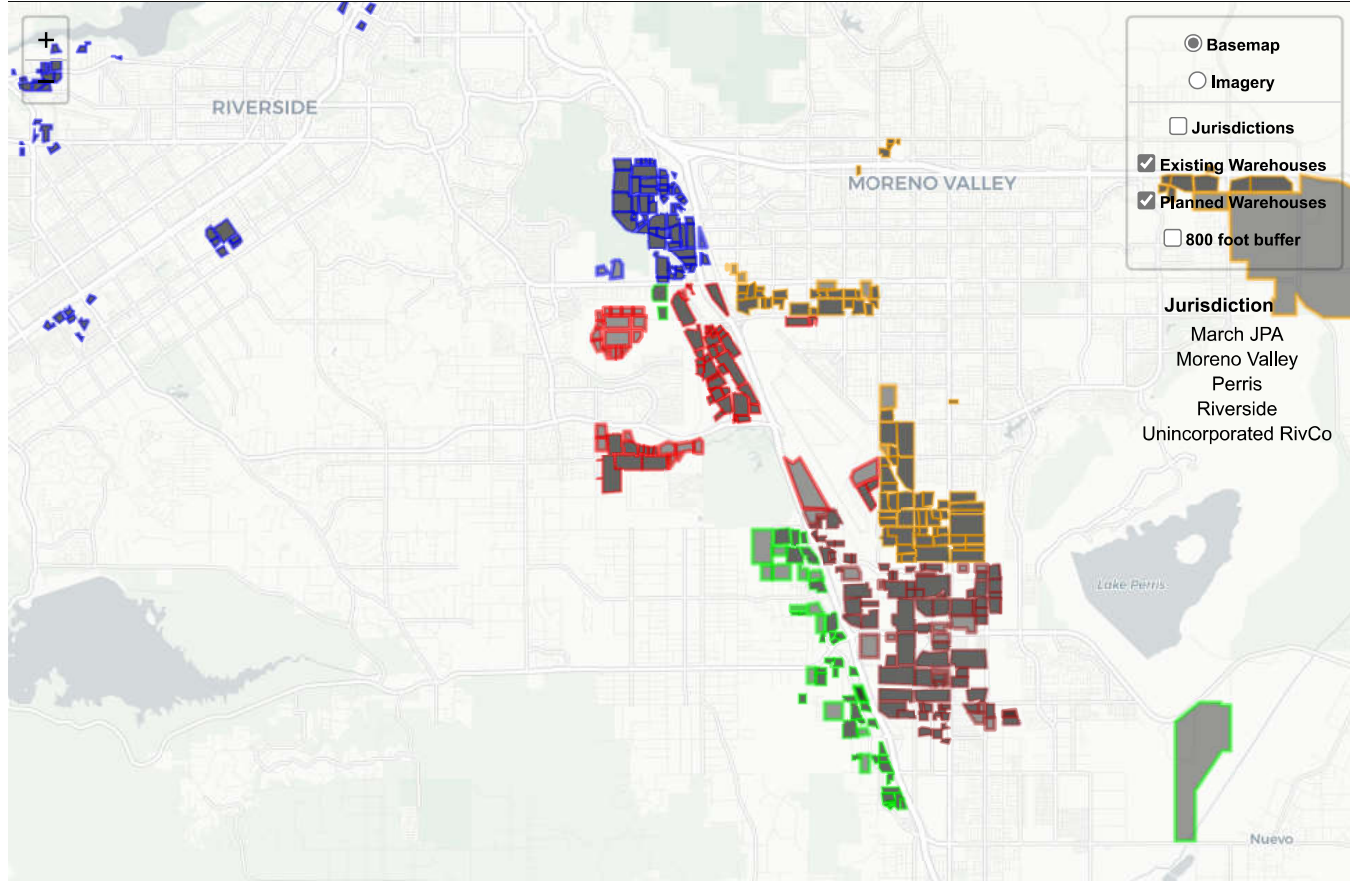 +
−
RIVERSIDE
MORENO VALLEY
Lake Perris
Nuevo
Basemap
Imagery
Jurisdictions
Existing Warehouses
Planned Warehouses
800 foot buffer
Jurisdiction
March JPA
Moreno Valley
Perris
Riverside
Unincorporated RivCo